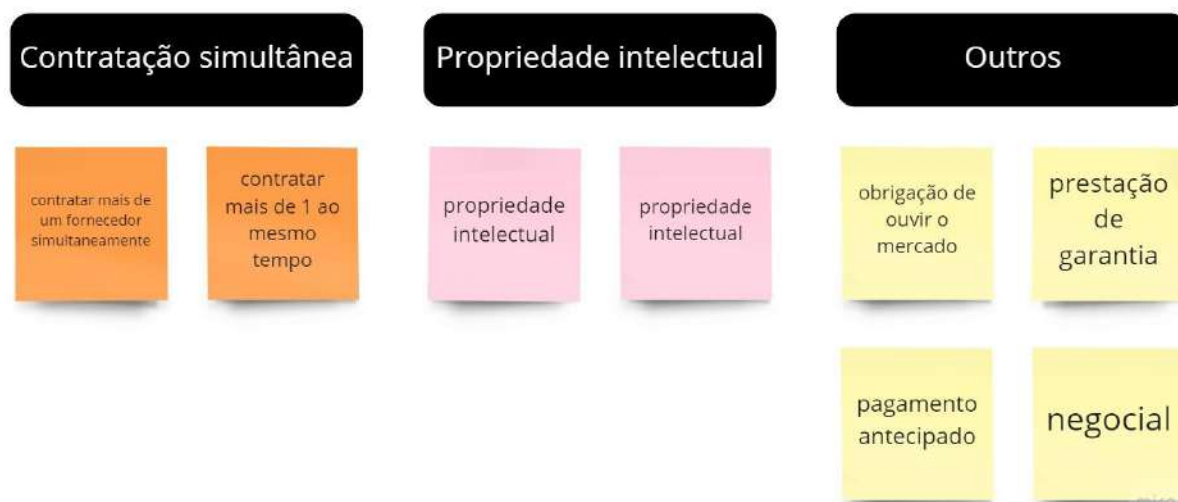 Contratação simultânea
Propriedade intelectual
Outros
contratar mais de
um fornecedor
simultaneamente
contratar
mais de 1 ao
mesmo
tempo
propriedade
intelectual
propriedade
intelectual
obrigação de
ouvir o
mercado
prestação
de
garantia
pagamento
antecipado
negocial
miro